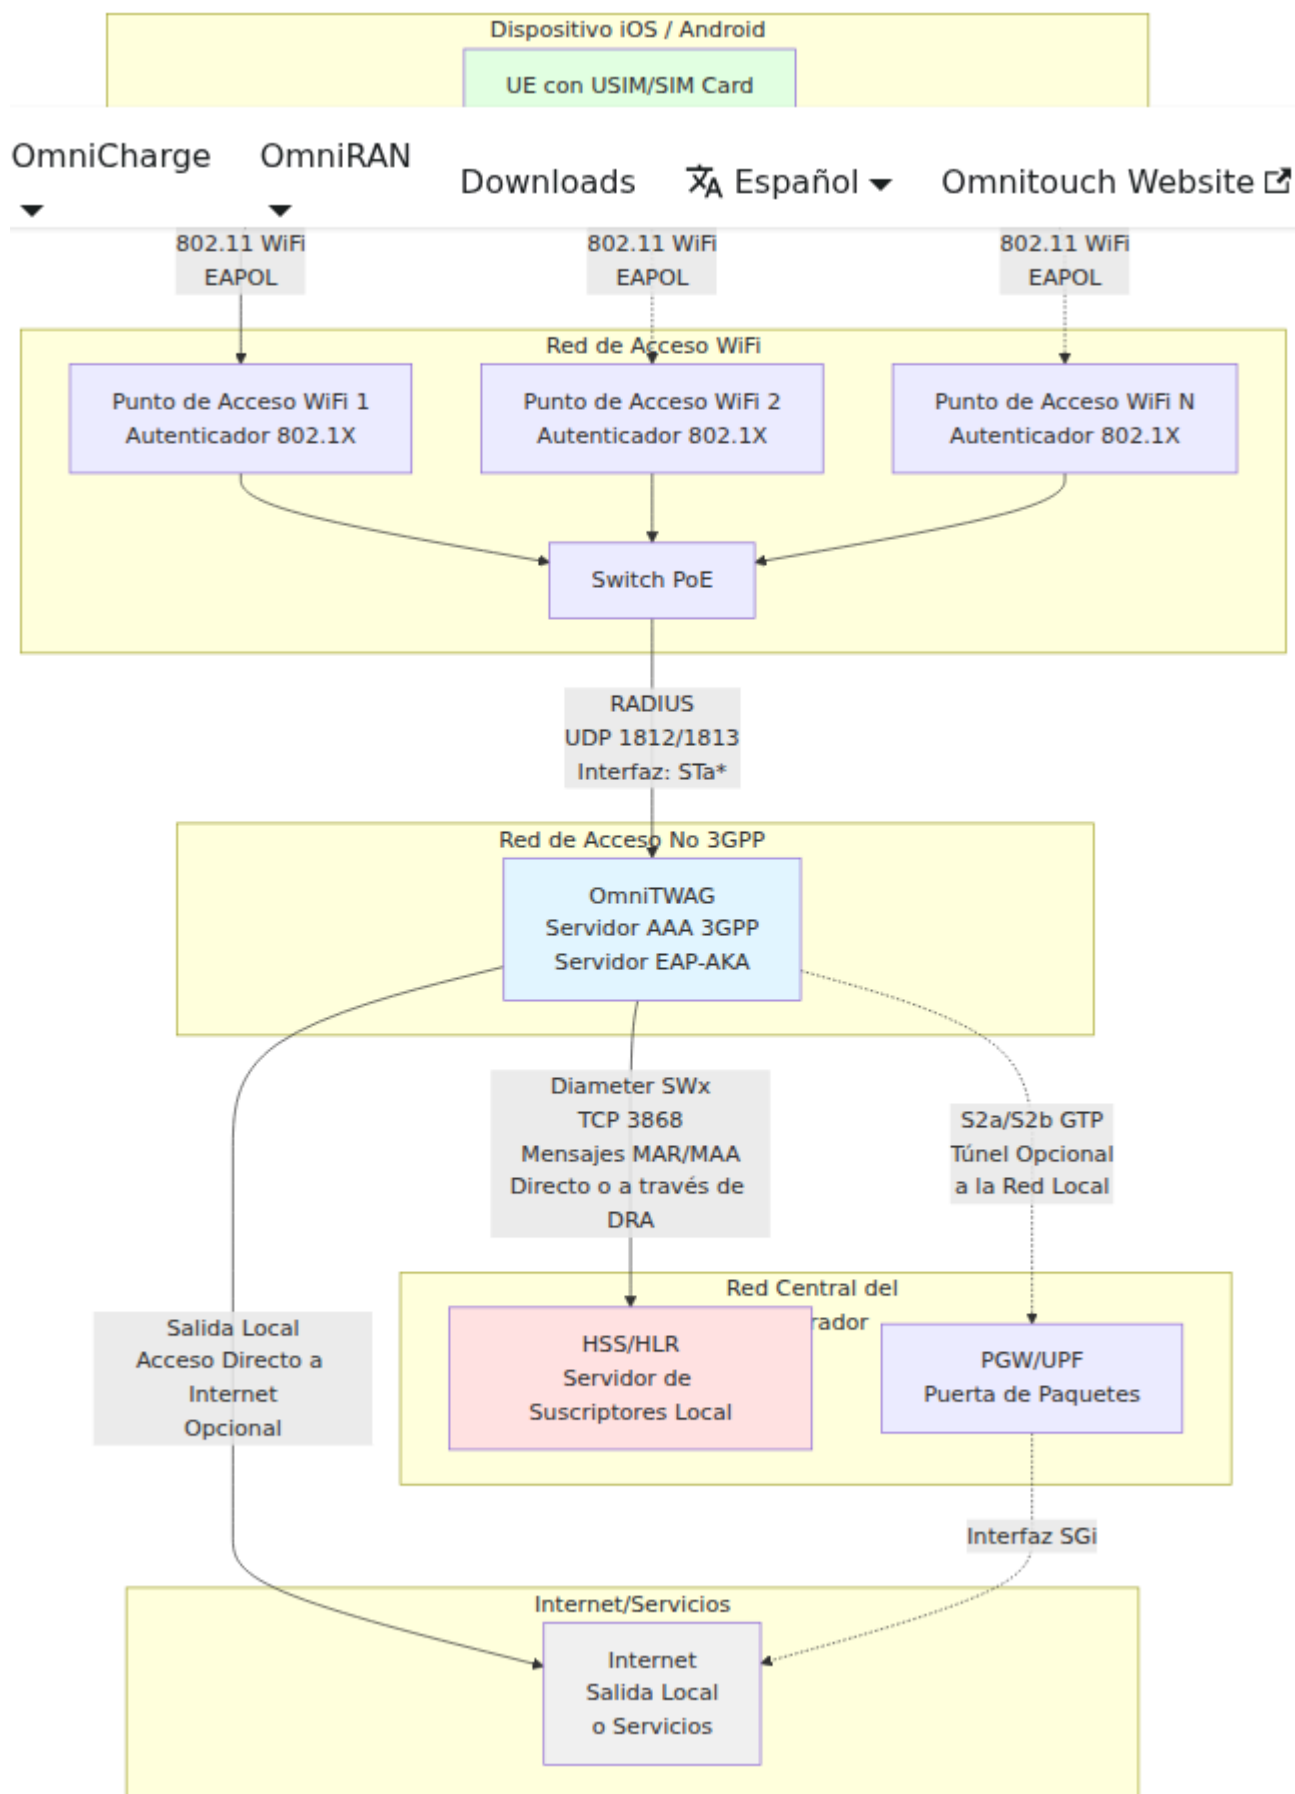 Dispositivo iOS / Android
UE con USIM/SIM Card
OmniCharge
OmniRAN
Downloads
Español
Omnitouch Website
802.11 WiFi
EAPOL
802.11 WiFi
EAPOL
802.11 WiFi
EAPOL
Red de Acceso WiFi
Punto de Acceso WiFi 1
Autenticador 802.1X
Punto de Acceso WiFi 2
Autenticador 802.1X
Punto de Acceso WiFi N
Autenticador 802.1X
Switch PoE
RADIUS
UDP 1812/1813
Interfaz: STa*
Red de Acceso No 3GPP
OmniTWAG
Servidor AAA 3GPP
Servidor EAP-AKA
Diameter SWx
TCP 3868
Mensajes MAR/MAA
Directo o a través de
DRA
S2a/S2b GTP
Túnel Opcional
a la Red Local
Red Central del
rador
HSS/HLR
Servidor de
Suscriptores Local
PGW/UPF
Puerta de Paquetes
Salida Local
Acceso Directo a
Internet
Opcional
Interfaz SGi
Internet/Servicios
Internet
Salida Local
o Servicios